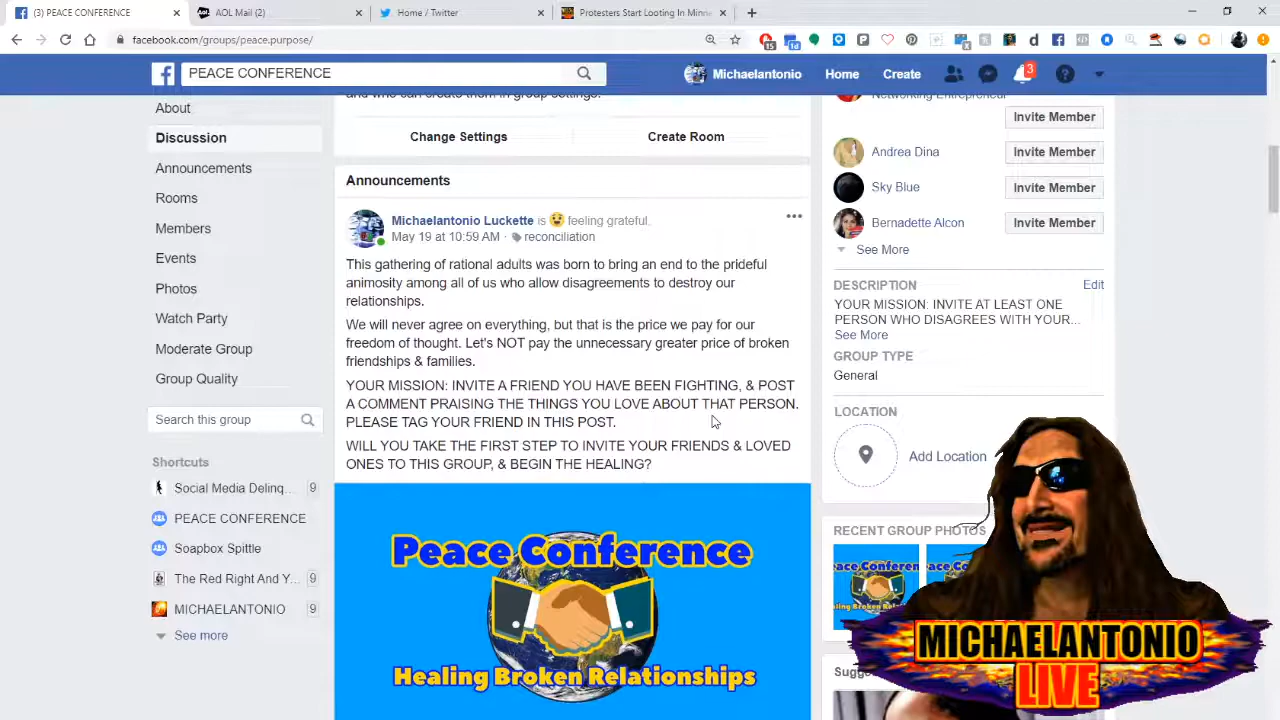 (3) PEACE CONFERENCE
AOL Mail (2)
Home / Twitter
Protesters Start Looting In Minne
facebook.com/groups/peace.purpose/
PEACE CONFERENCE
Michaelantonio
Home
Create
3
and who can create them in group settings.
Change Settings
Create Room
About
Discussion
Announcements
Rooms
Members
Events
Photos
Watch Party
Moderate Group
Group Quality
Search this group
Shortcuts
Social Media Delinq... 9
PEACE CONFERENCE
Soapbox Spittle
The Red Right And Y... 9
MICHAELANTONIO 9
See more
Announcements
Michaelantonio Luckette is feeling grateful.
May 19 at 10:59 AM · reconciliation
This gathering of rational adults was born to bring an end to the prideful
animosity among all of us who allow disagreements to destroy our
relationships.
We will never agree on everything, but that is the price we pay for our
freedom of thought. Let's NOT pay the unnecessary greater price of broken
friendships & families.
YOUR MISSION: INVITE A FRIEND YOU HAVE BEEN FIGHTING, & POST
A COMMENT PRAISING THE THINGS YOU LOVE ABOUT THAT PERSON.
PLEASE TAG YOUR FRIEND IN THIS POST.
WILL YOU TAKE THE FIRST STEP TO INVITE YOUR FRIENDS & LOVED
ONES TO THIS GROUP, & BEGIN THE HEALING?
Peace Conference
Healing Broken Relationships
Networking Entrepreneur
Invite Member
Andrea Dina
Invite Member
Sky Blue
Invite Member
Bernadette Alcon
Invite Member
See More
DESCRIPTION
Edit
YOUR MISSION: INVITE AT LEAST ONE
PERSON WHO DISAGREES WITH YOUR...
See More
GROUP TYPE
General
LOCATION
Add Location
RECENT GROUP PHOTOS
MICHAELANTONIO
LIVE